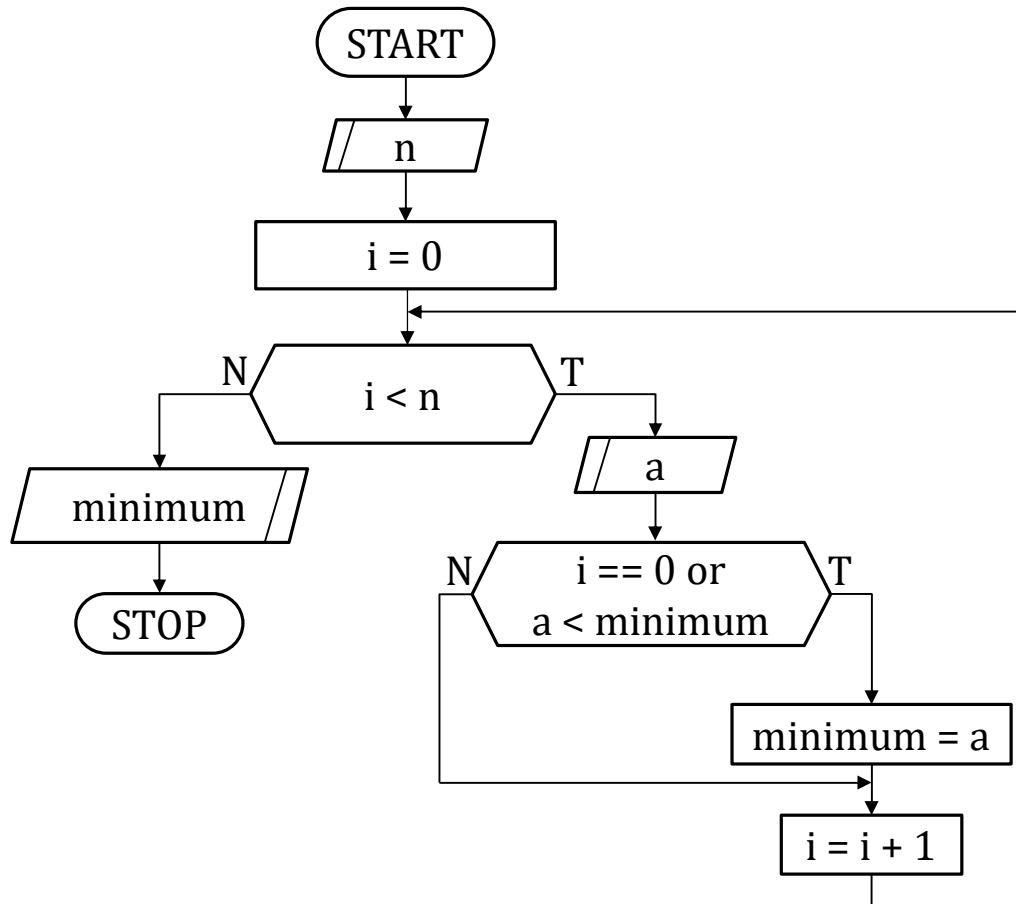 START
n
i = 0
N
T
i < n
a
minimum
STOP
N
T
i == 0 or
a < minimum
minimum = a
i = i + 1